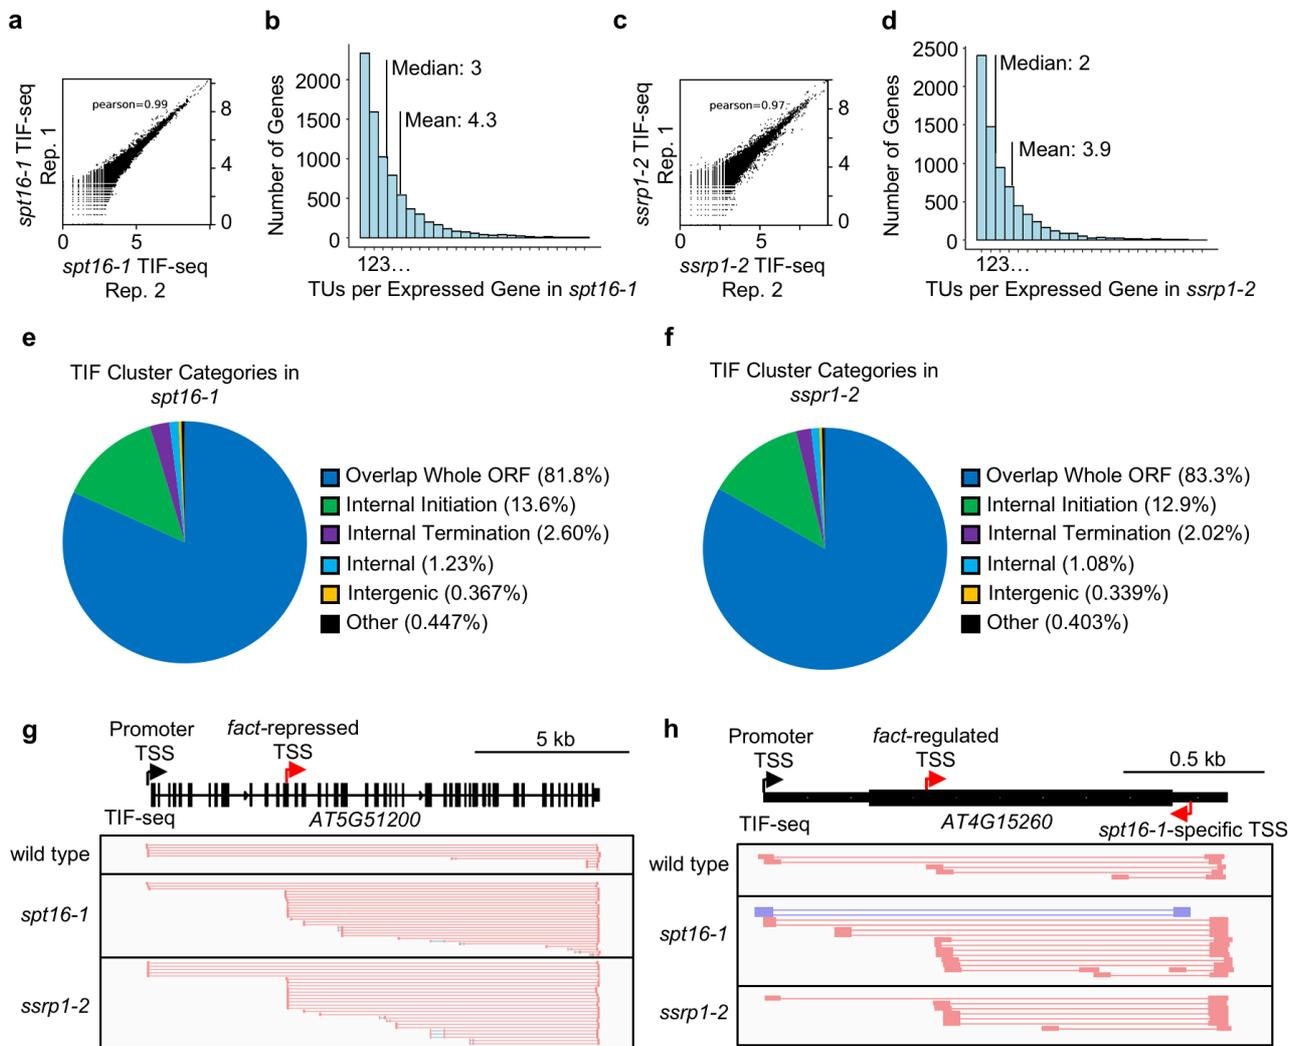 a
spt16-1 TIF-seq
Rep. 1
pearson=0.99
8
4
0
0
5
spt16-1 TIF-seq
Rep. 2
b
Number of Genes
2000
1500
1000
500
0
Median: 3
Mean: 4.3
123...
TUs per Expressed Gene in spt16-1
c
ssrp1-2 TIF-seq
Rep. 1
pearson=0.97
8
4
0
0
5
ssrp1-2 TIF-seq
Rep. 2
d
Number of Genes
2500
2000
1500
1000
500
0
Median: 2
Mean: 3.9
123...
TUs per Expressed Gene in ssrp1-2
e
TIF Cluster Categories in
spt16-1
Overlap Whole ORF (81.8%)
Internal Initiation (13.6%)
Internal Termination (2.60%)
Internal (1.23%)
Intergenic (0.367%)
Other (0.447%)
f
TIF Cluster Categories in
sspr1-2
Overlap Whole ORF (83.3%)
Internal Initiation (12.9%)
Internal Termination (2.02%)
Internal (1.08%)
Intergenic (0.339%)
Other (0.403%)
g
Promoter
TSS
fact-repressed
TSS
5 kb
TIF-seq
AT5G51200
wild type
spt16-1
ssrp1-2
h
Promoter
TSS
fact-regulated
TSS
0.5 kb
TIF-seq
AT4G15260
spt16-1-specific TSS
wild type
spt16-1
ssrp1-2